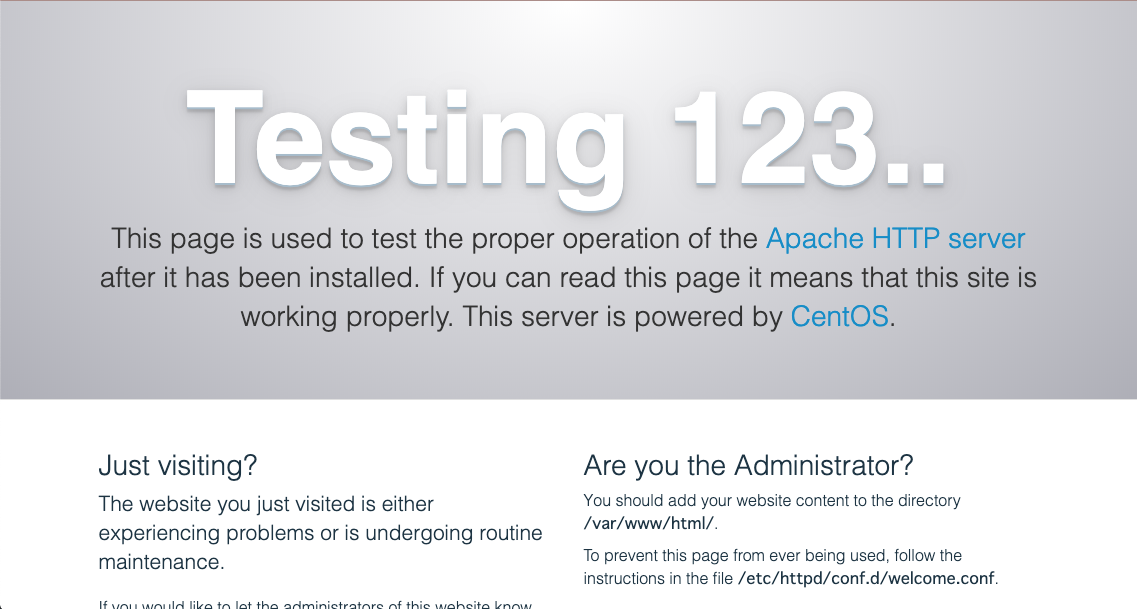 Testing 123..
This page is used to test the proper operation of the Apache HTTP server
after it has been installed. If you can read this page it means that this site is
working properly. This server is powered by CentOS.
Just visiting?
The website you just visited is either
experiencing problems or is undergoing routine
maintenance.
If you would like to let the administrators of this website know
Are you the Administrator?
You should add your website content to the directory
/var/www/html/.
To prevent this page from ever being used, follow the
instructions in the file /etc/httpd/conf.d/welcome.conf.